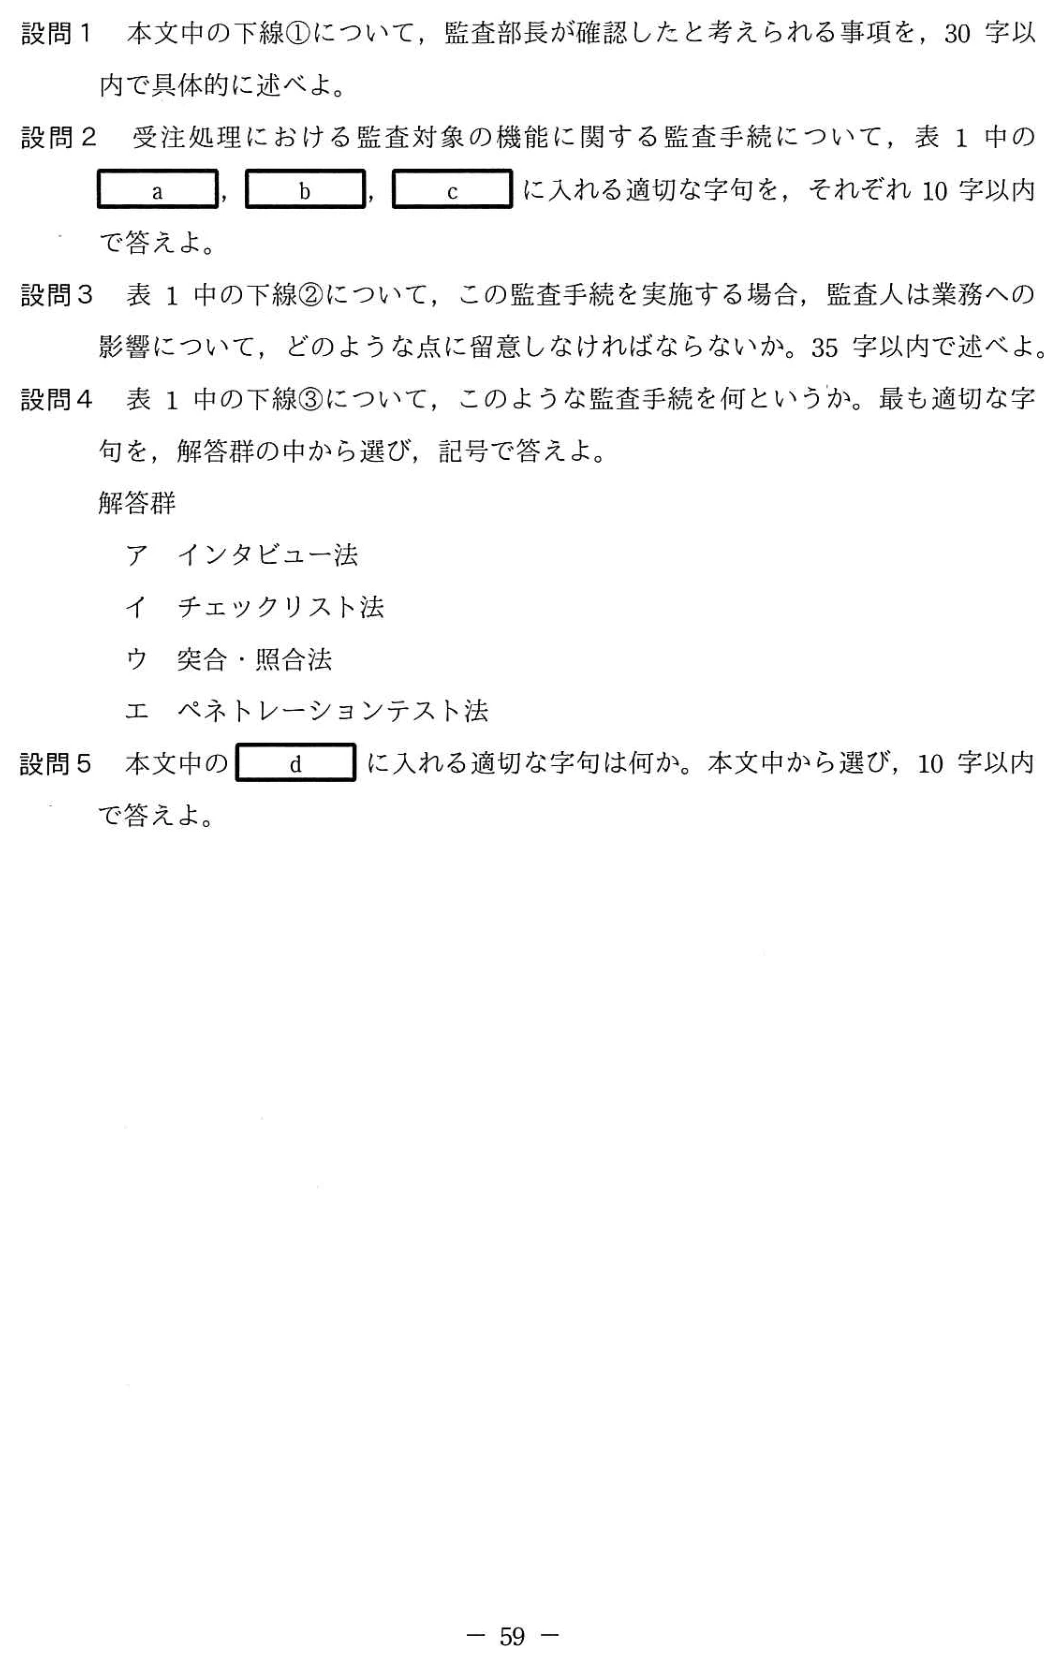 設問1 本文中の下線①について，監査部長が確認したと考えられる事項を，30 字以
内で具体的に述べよ。
設問2 受注処理における監査対象の機能に関する監査手続について，表 1 中の
a ， b ， c に入れる適切な字句を，それぞれ 10 字以内
で答えよ。
設問3 表 1 中の下線②について，この監査手続を実施する場合，監査人は業務への
影響について，どのような点に留意しなければならないか。35 字以内で述べよ。
設問4 表 1 中の下線③について，このような監査手続を何というか。最も適切な字
句を，解答群の中から選び，記号で答えよ。
解答群
ア インタビュー法
イ チェックリスト法
ウ 突合・照合法
エ ペネトレーションテスト法
設問5 本文中の d に入れる適切な字句は何か。本文中から選び，10 字以内
で答えよ。
－ 59 －